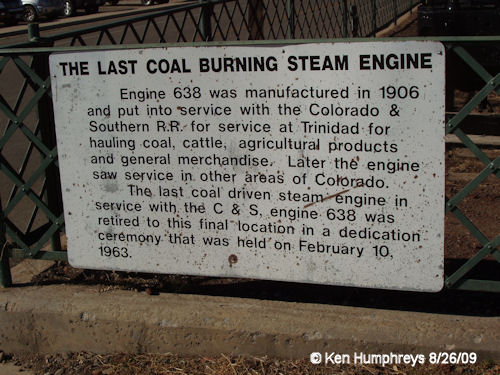 THE LAST COAL BURNING STEAM ENGINE
Engine 638 was manufactured in 1906
and put into service with the Colorado &
Southern R.R. for service at Trinidad for
hauling coal, cattle, agricultural products
and general merchandise. Later the engine
saw service in other areas of Colorado.
The last coal driven steam engine in
service with the C & S, engine 638 was
retired to this final location in a dedication
ceremony that was held on February 10,
1963.
© Ken Humphreys 8/26/09